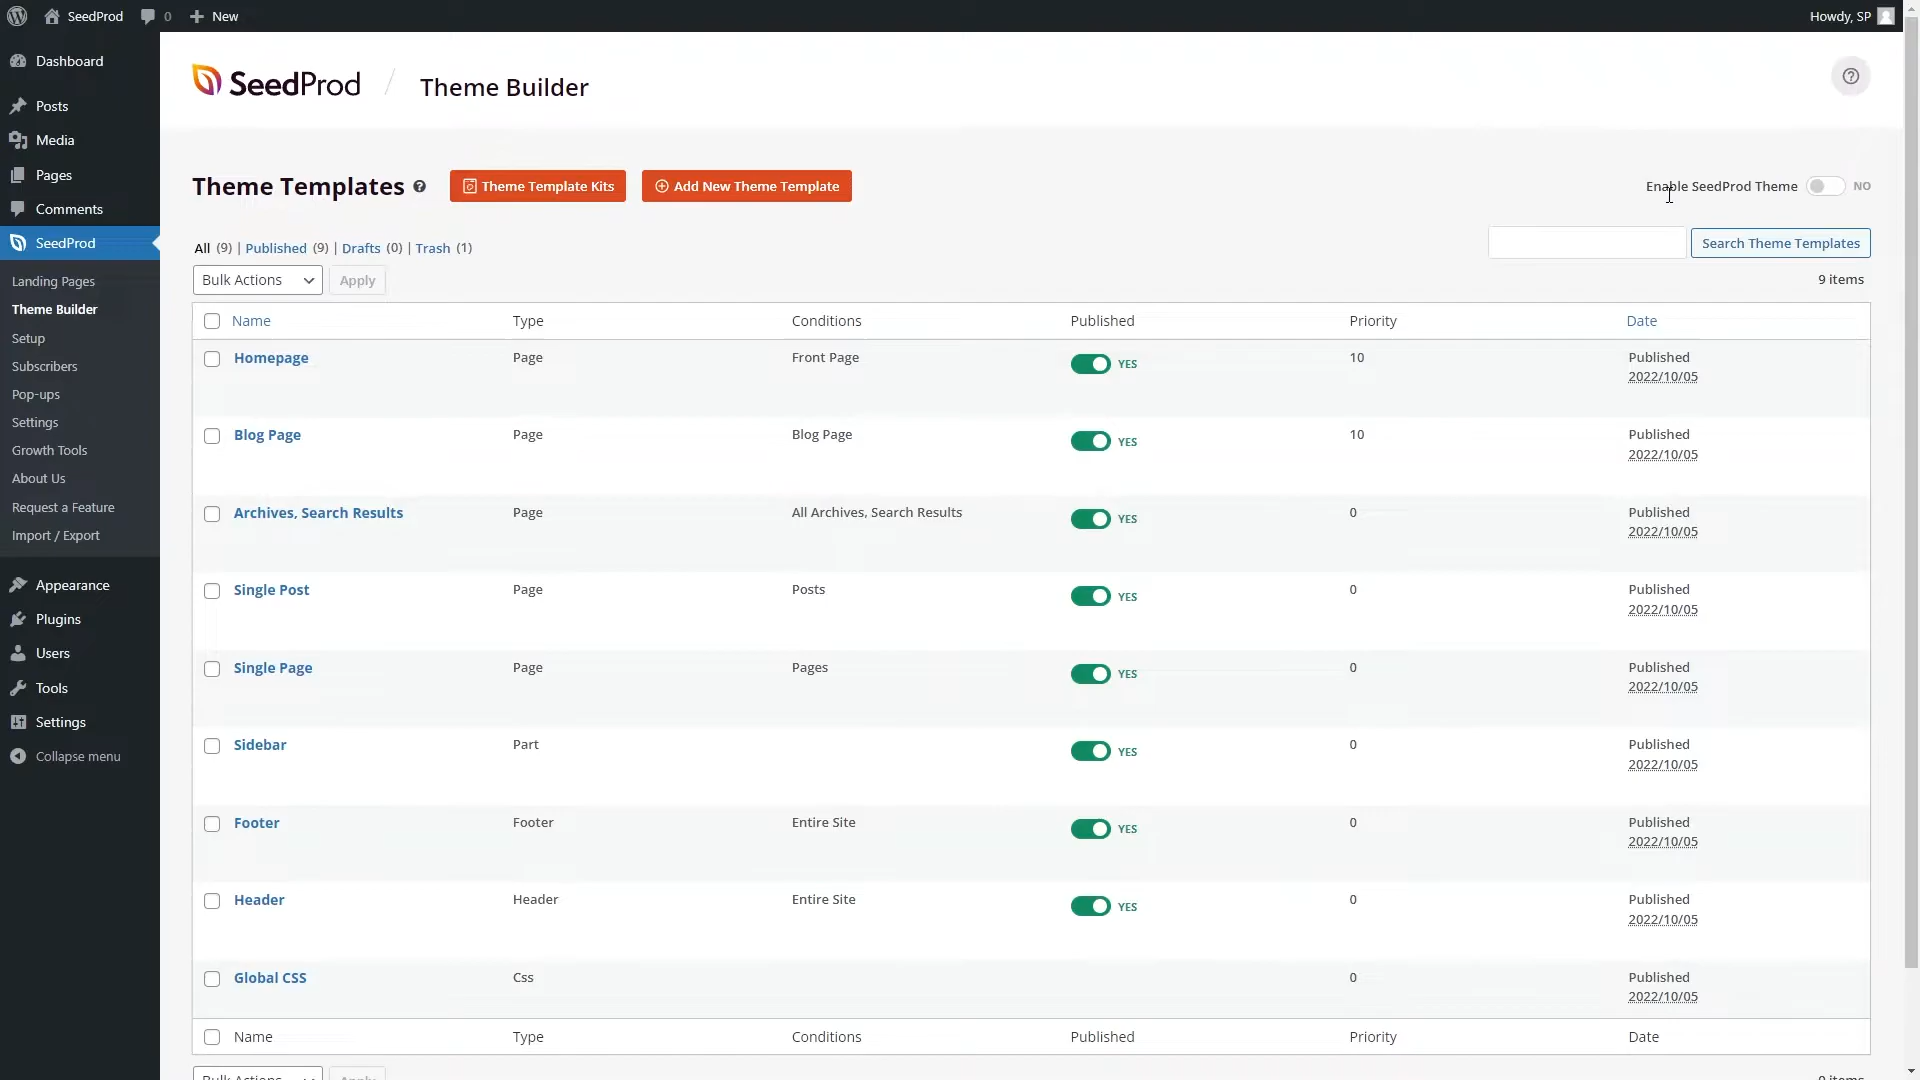 SeedProd 0 New Howdy, SP
Dashboard
Posts
Media
Pages
Comments
SeedProd
Landing Pages
Theme Builder
Setup
Subscribers
Pop-ups
Settings
Growth Tools
About Us
Request a Feature
Import / Export
Appearance
Plugins
Users
Tools
Settings
Collapse menu
SeedProd / Theme Builder
Theme Templates Theme Template Kits Add New Theme Template Enable SeedProd Theme NO
All (9) | Published (9) | Drafts (0) | Trash (1) Search Theme Templates
Bulk Actions Apply 9 items
Name Type Conditions Published Priority Date
Homepage Page Front Page YES 10 Published
2022/10/05
Blog Page Page Blog Page YES 10 Published
2022/10/05
Archives, Search Results Page All Archives, Search Results YES 0 Published
2022/10/05
Single Post Page Posts YES 0 Published
2022/10/05
Single Page Page Pages YES 0 Published
2022/10/05
Sidebar Part YES 0 Published
2022/10/05
Footer Footer Entire Site YES 0 Published
2022/10/05
Header Header Entire Site YES 0 Published
2022/10/05
Global CSS Css 0 Published
2022/10/05
Name Type Conditions Published Priority Date
Bulk Actions Apply 9 items